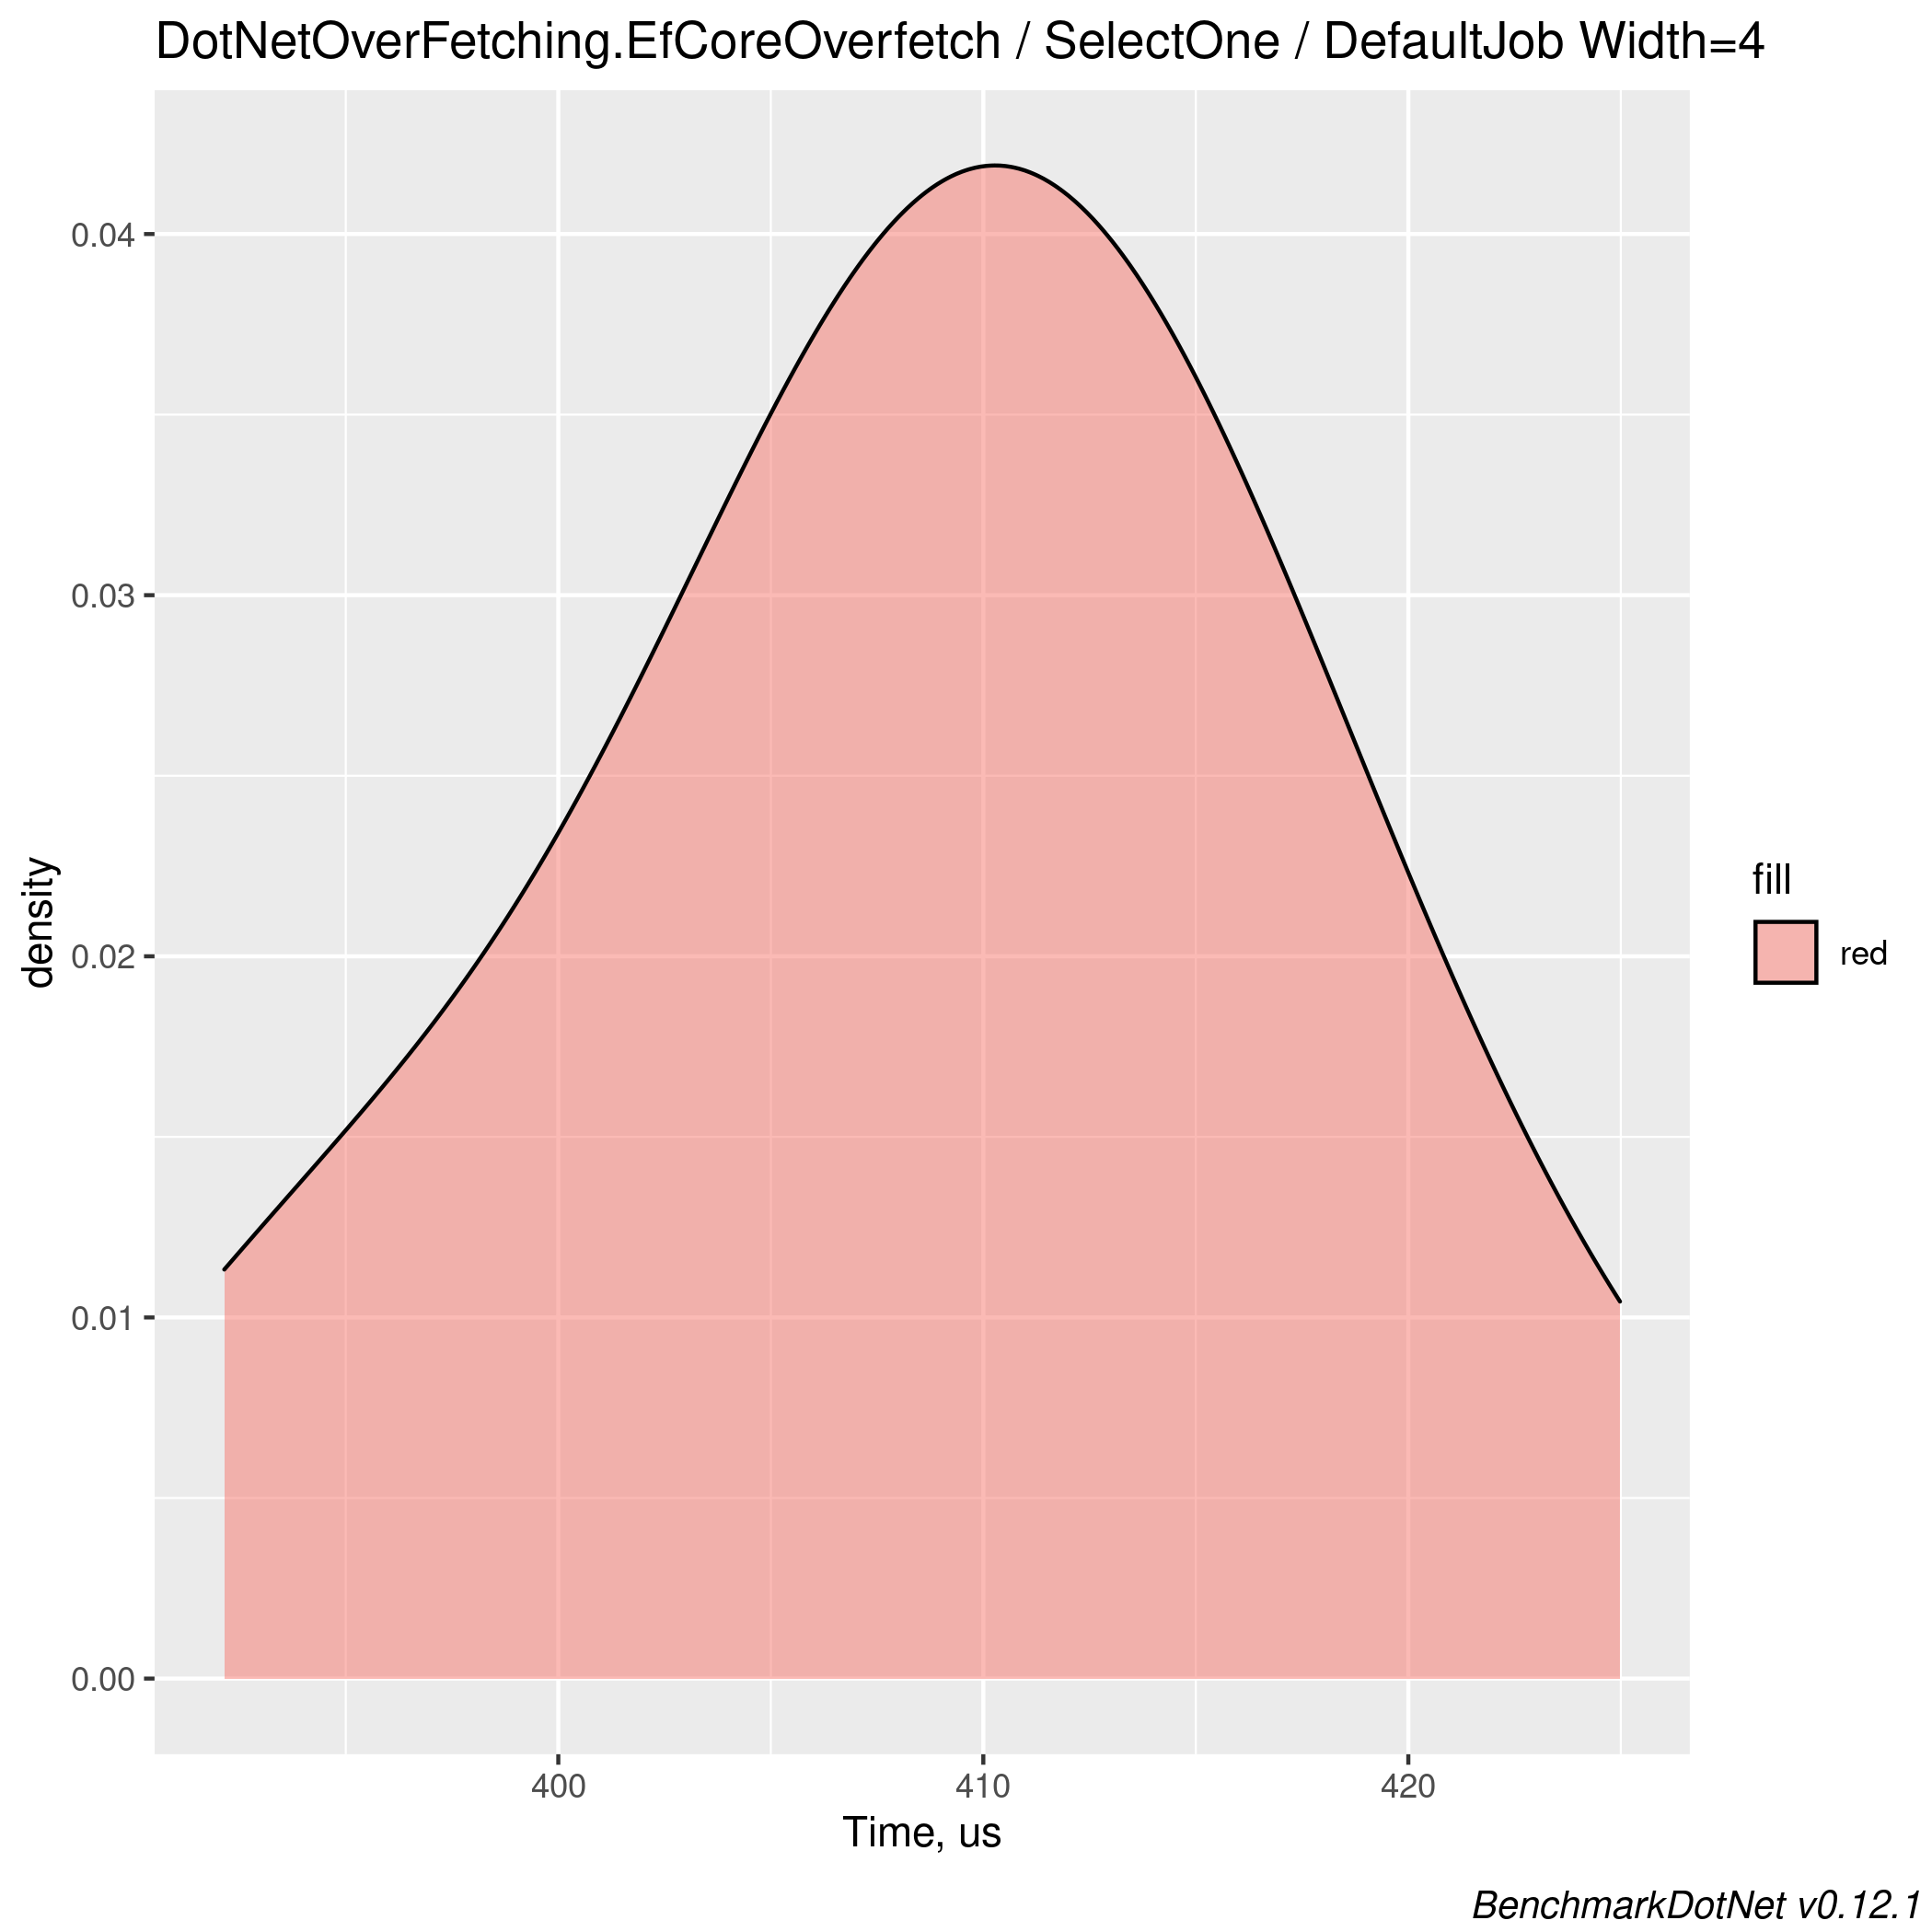 DotNetOverFetching.EfCoreOverfetch / SelectOne / DefaultJob Width=4
0.04
0.03
0.02
0.01
0.00
density
400 410 420
Time, us
fill
red
BenchmarkDotNet v0.12.1